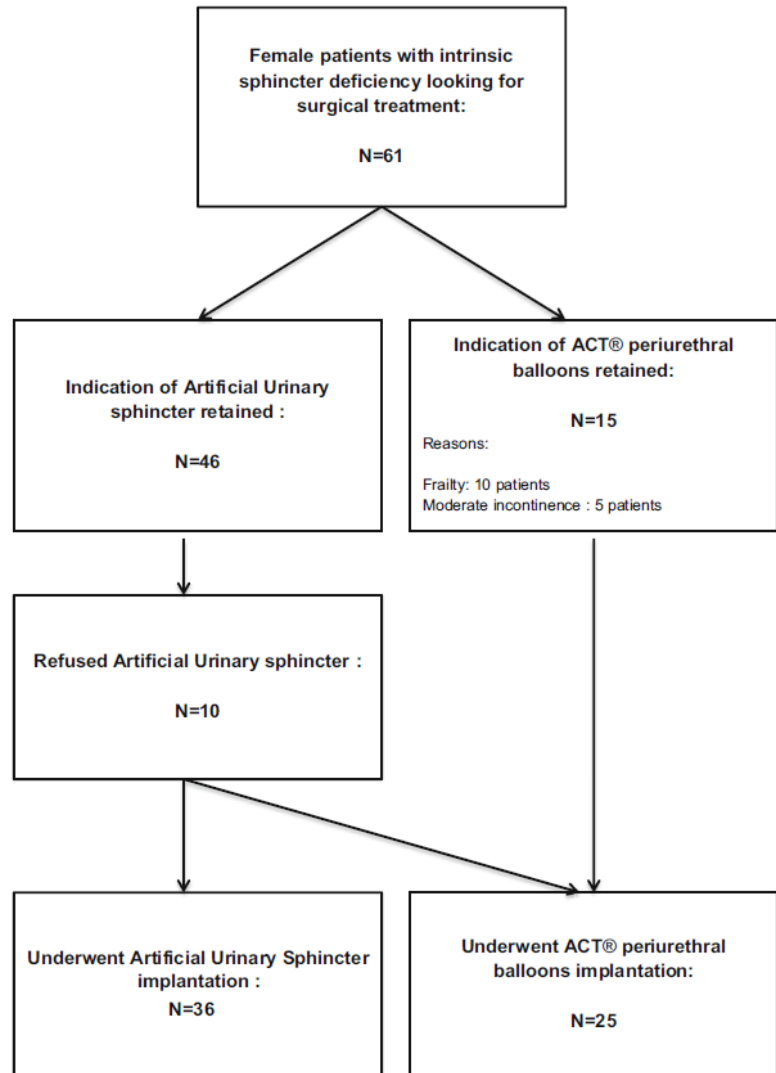 Female patients with intrinsic
sphincter deficiency looking for
surgical treatment:
N=61
Indication of Artificial Urinary
sphincter retained :
N=46
Indication of ACT® periurethral
balloons retained:
N=15
Reasons:
Frailty: 10 patients
Moderate incontinence : 5 patients
Refused Artificial Urinary sphincter :
N=10
Underwent Artificial Urinary Sphincter
implantation :
N=36
Underwent ACT® periurethral
balloons implantation:
N=25